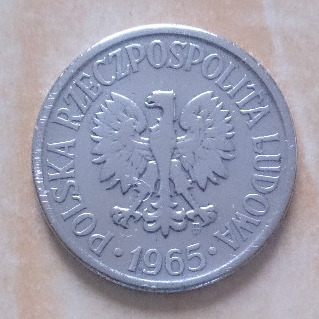 POLSKA RZECZPOSPOLITA LUDOWA
·1965·